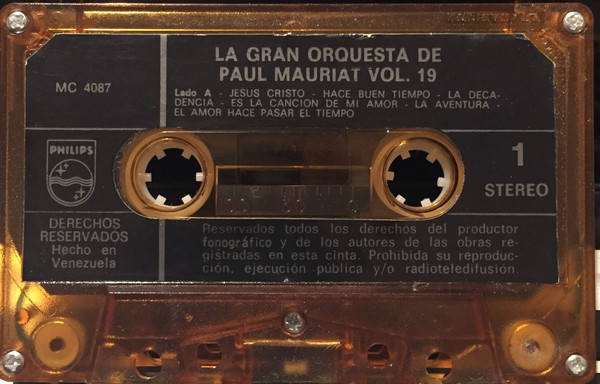 LA GRAN ORQUESTA DE
PAUL MAURIAT VOL. 19
MC 4087
Lado A - JESUS CRISTO - HACE BUEN TIEMPO - LA DECA-
DENCIA - ES LA CANCION DE MI AMOR - LA AVENTURA -
EL AMOR HACE PASAR EL TIEMPO
PHILIPS
1
STEREO
DERECHOS
RESERVADOS
Hecho en
Venezuela
Reservados todos los derechos del productor
fonográfico y de los autores de las obras re-
gistradas en esta cinta. Prohibida su reproduc-
ción, ejecución pública y/o radioteledifusión.